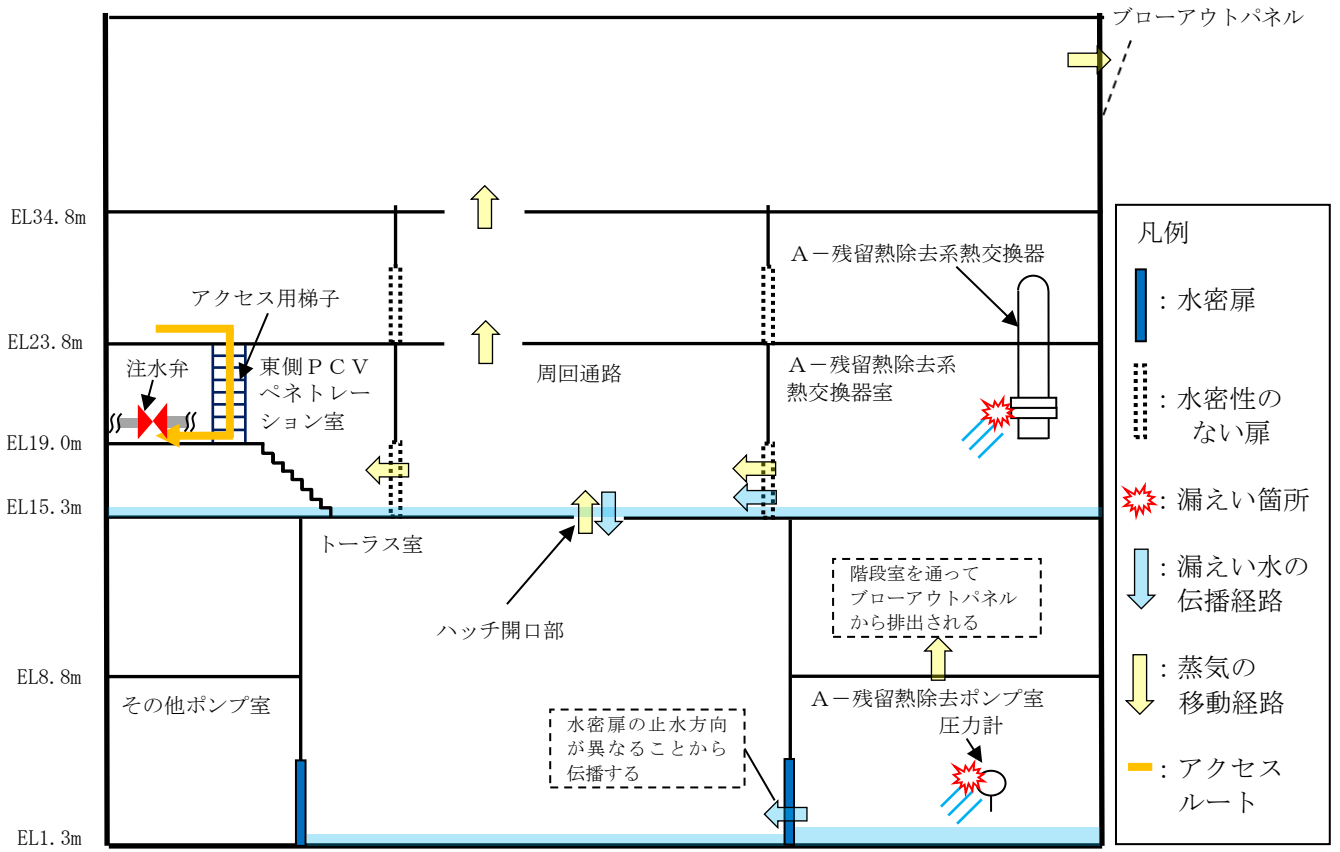 ブローアウトパネル
EL34.8m
A－残留熱除去系熱交換器
アクセス用梯子
EL23.8m
注水弁
東側PCV
ペネトレー
ション室
周回通路
A－残留熱除去系
熱交換器室
EL19.0m
EL15.3m
トーラス室
ハッチ開口部
階段室を通って
ブローアウトパネル
から排出される
EL8.8m
その他ポンプ室
A－残留熱除去ポンプ室
圧力計
水密扉の止水方向
が異なることから
伝播する
EL1.3m
凡例
：水密扉
：水密性の
ない扉
：漏えい箇所
：漏えい水の
伝播経路
：蒸気の
移動経路
：アクセス
ルート